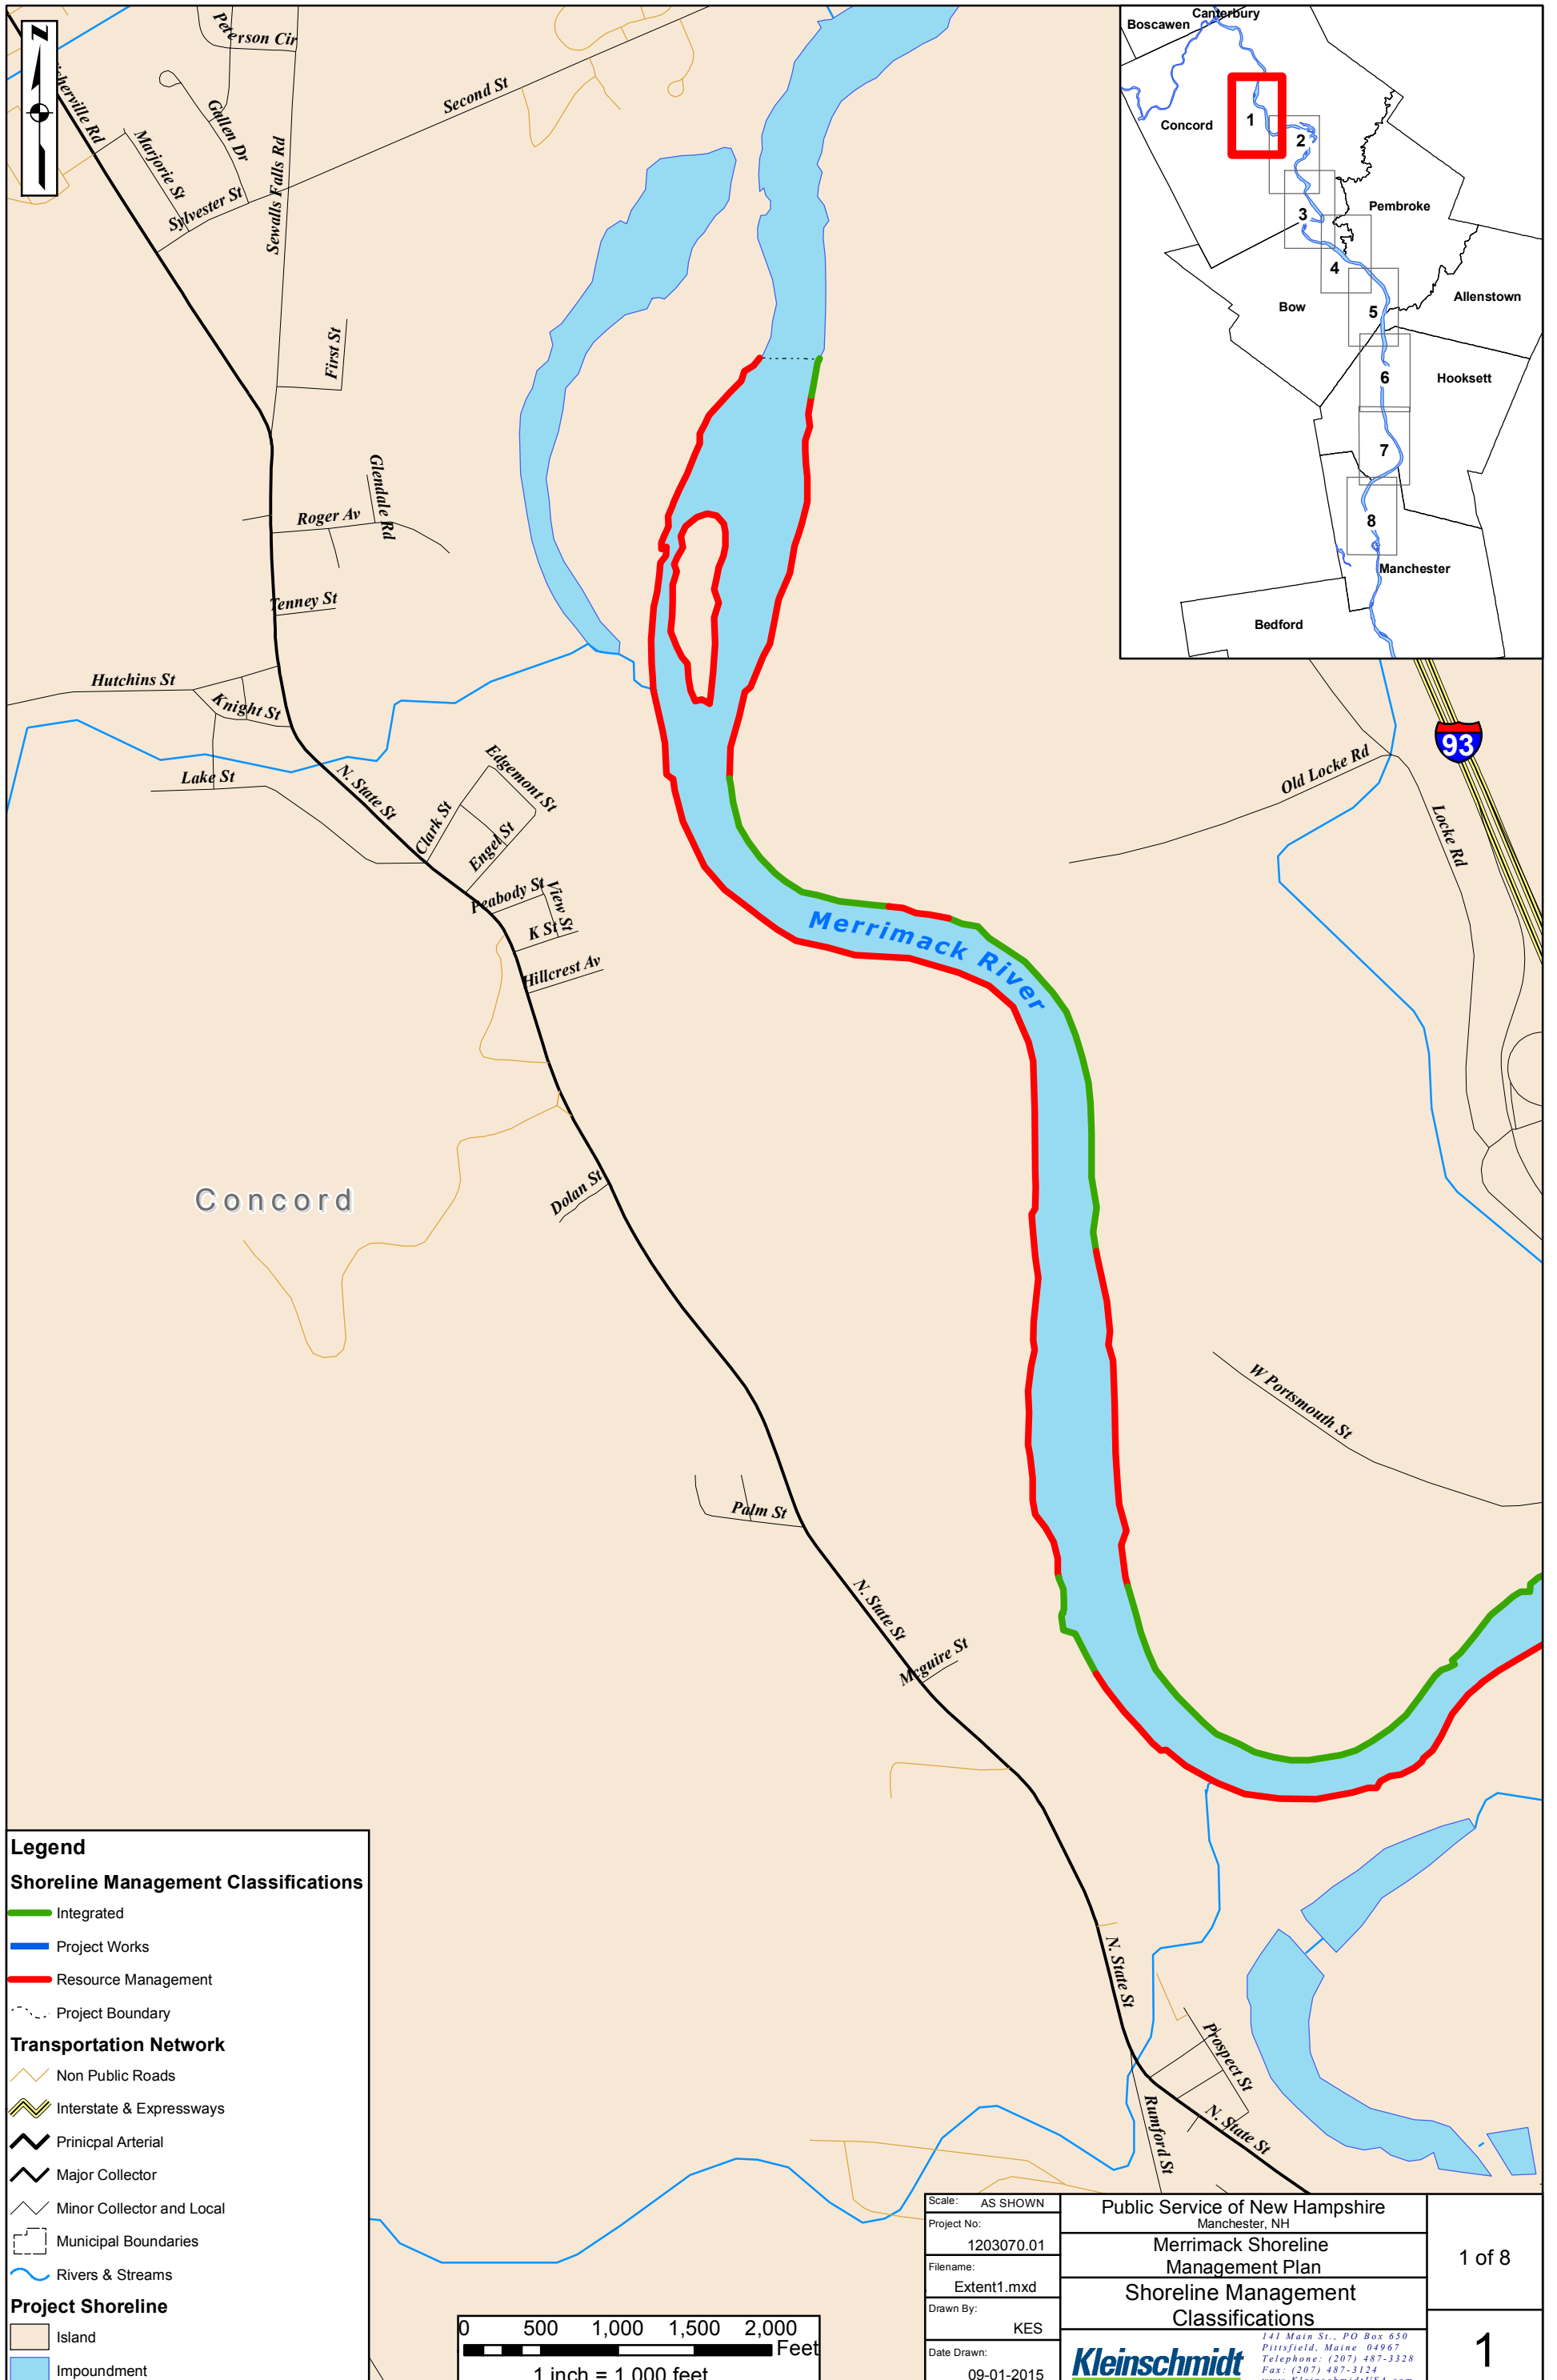 Z
Peterson Cir
Fisherville Rd
Marjorie St
Gallen Dr
Sylvester St
Sewalls Falls Rd
Second St
First St
Glendale Rd
Roger Av
Tenney St
Hutchins St
Knight St
Lake St
N. State St
Clark St
Edgemont St
Engel St
Peabody St
View St
K St
Hillcrest Av
Dolan St
Concord
Merrimack River
Old Locke Rd
Locke Rd
93
W Portsmouth St
Palm St
N. State St
Mcguire St
N. State St
Prospect St
Rumford St
N. State St
Canterbury
Boscawen
Concord
1
2
3
Pembroke
4
Bow
5
Allenstown
6
Hooksett
7
8
Manchester
Bedford
Legend
Shoreline Management Classifications
Integrated
Project Works
Resource Management
Project Boundary
Transportation Network
Non Public Roads
Interstate & Expressways
Prinicpal Arterial
Major Collector
Minor Collector and Local
Municipal Boundaries
Rivers & Streams
Project Shoreline
Island
Impoundment
0 500 1,000 1,500 2,000
Feet
1 inch = 1,000 feet
Scale: AS SHOWN
Project No:
1203070.01
Filename:
Extent1.mxd
Drawn By:
KES
Date Drawn:
09-01-2015
Public Service of New Hampshire
Manchester, NH
Merrimack Shoreline
Management Plan
Shoreline Management
Classifications
Kleinschmidt
141 Main St., PO Box 650
Pittsfield, Maine 04967
Telephone: (207) 487-3328
Fax: (207) 487-3124
www.KleinschmidtUSA.com
1 of 8
1